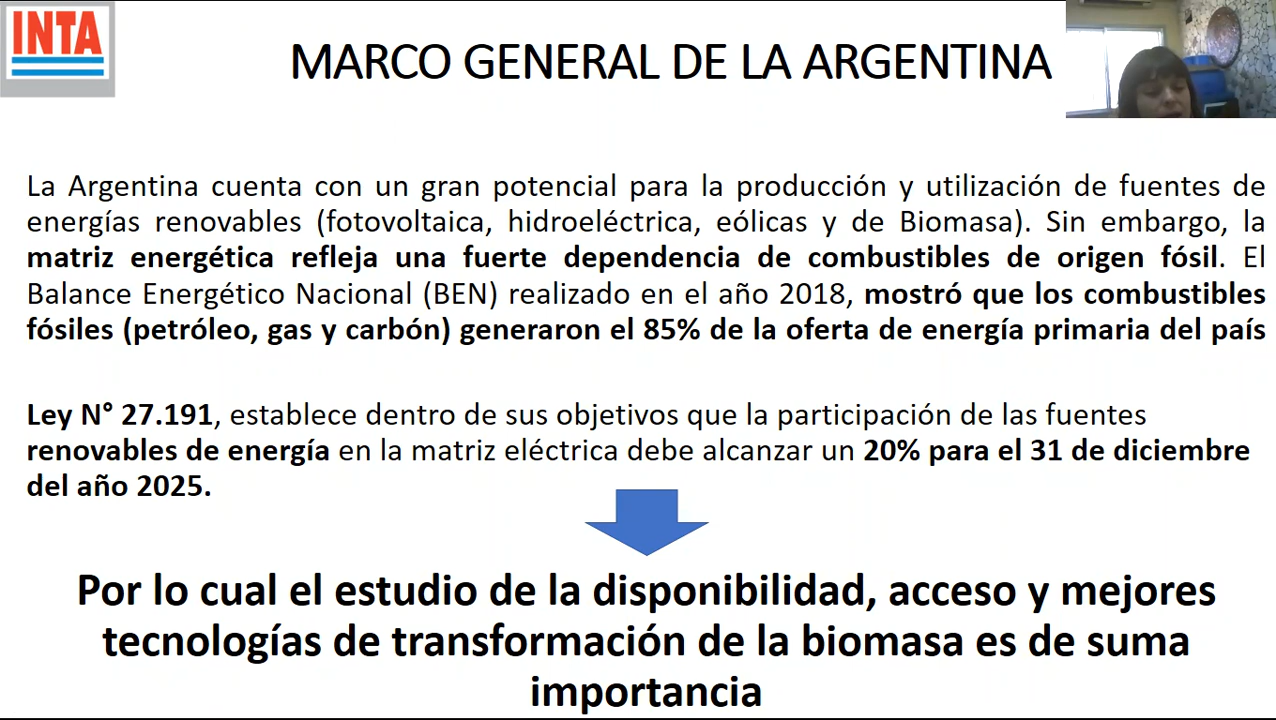 INTA
MARCO GENERAL DE LA ARGENTINA
La Argentina cuenta con un gran potencial para la producción y utilización de fuentes de
energías renovables (fotovoltaica, hidroeléctrica, eólicas y de Biomasa). Sin embargo, la
matriz energética refleja una fuerte dependencia de combustibles de origen fósil. El
Balance Energético Nacional (BEN) realizado en el año 2018, mostró que los combustibles
fósiles (petróleo, gas y carbón) generaron el 85% de la oferta de energía primaria del país
Ley N° 27.191, establece dentro de sus objetivos que la participación de las fuentes
renovables de energía en la matriz eléctrica debe alcanzar un 20% para el 31 de diciembre
del año 2025.
Por lo cual el estudio de la disponibilidad, acceso y mejores
tecnologías de transformación de la biomasa es de suma
importancia